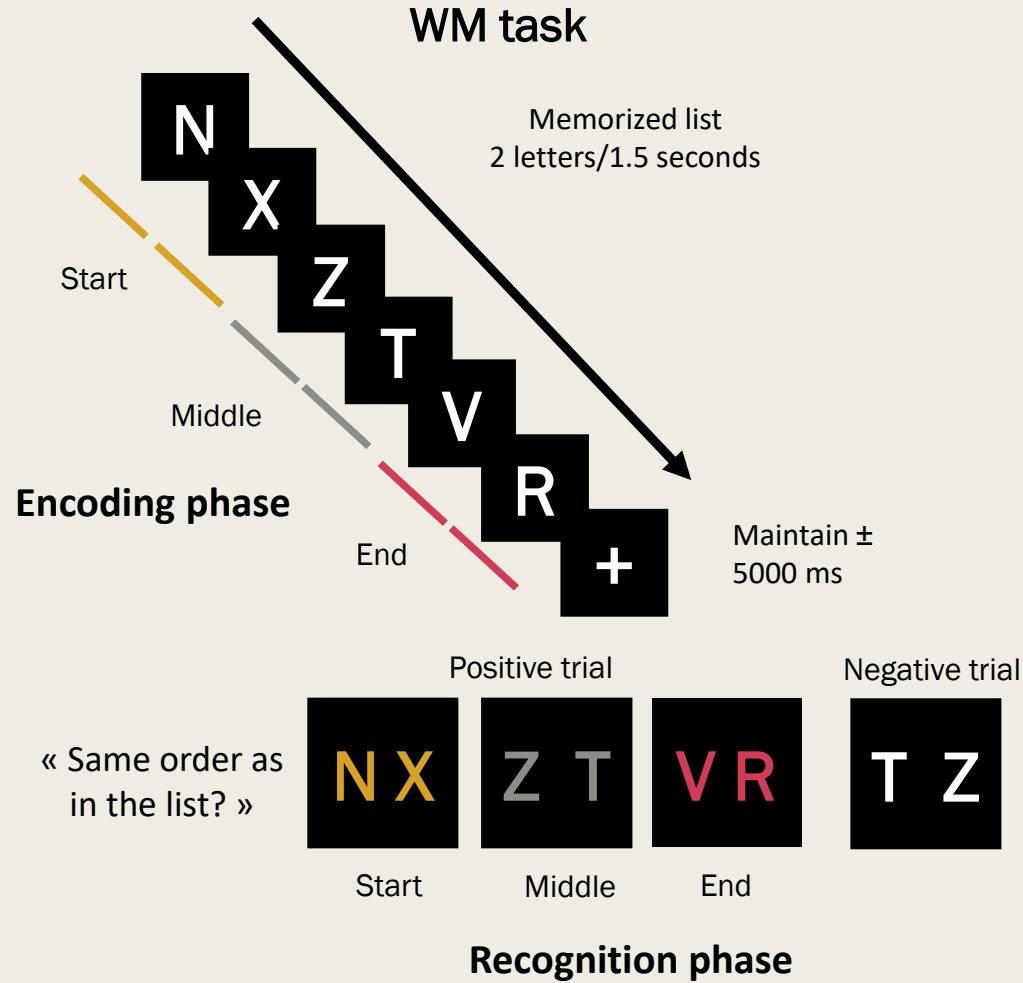 WM task
Memorized list
2 letters/1.5 seconds
N
X
Z
T
V
R
+
Start
Middle
End
Encoding phase
Maintain ±
5000 ms
Positive trial
Negative trial
« Same order as
in the list? »
N X
Z T
V R
T Z
Start
Middle
End
Recognition phase